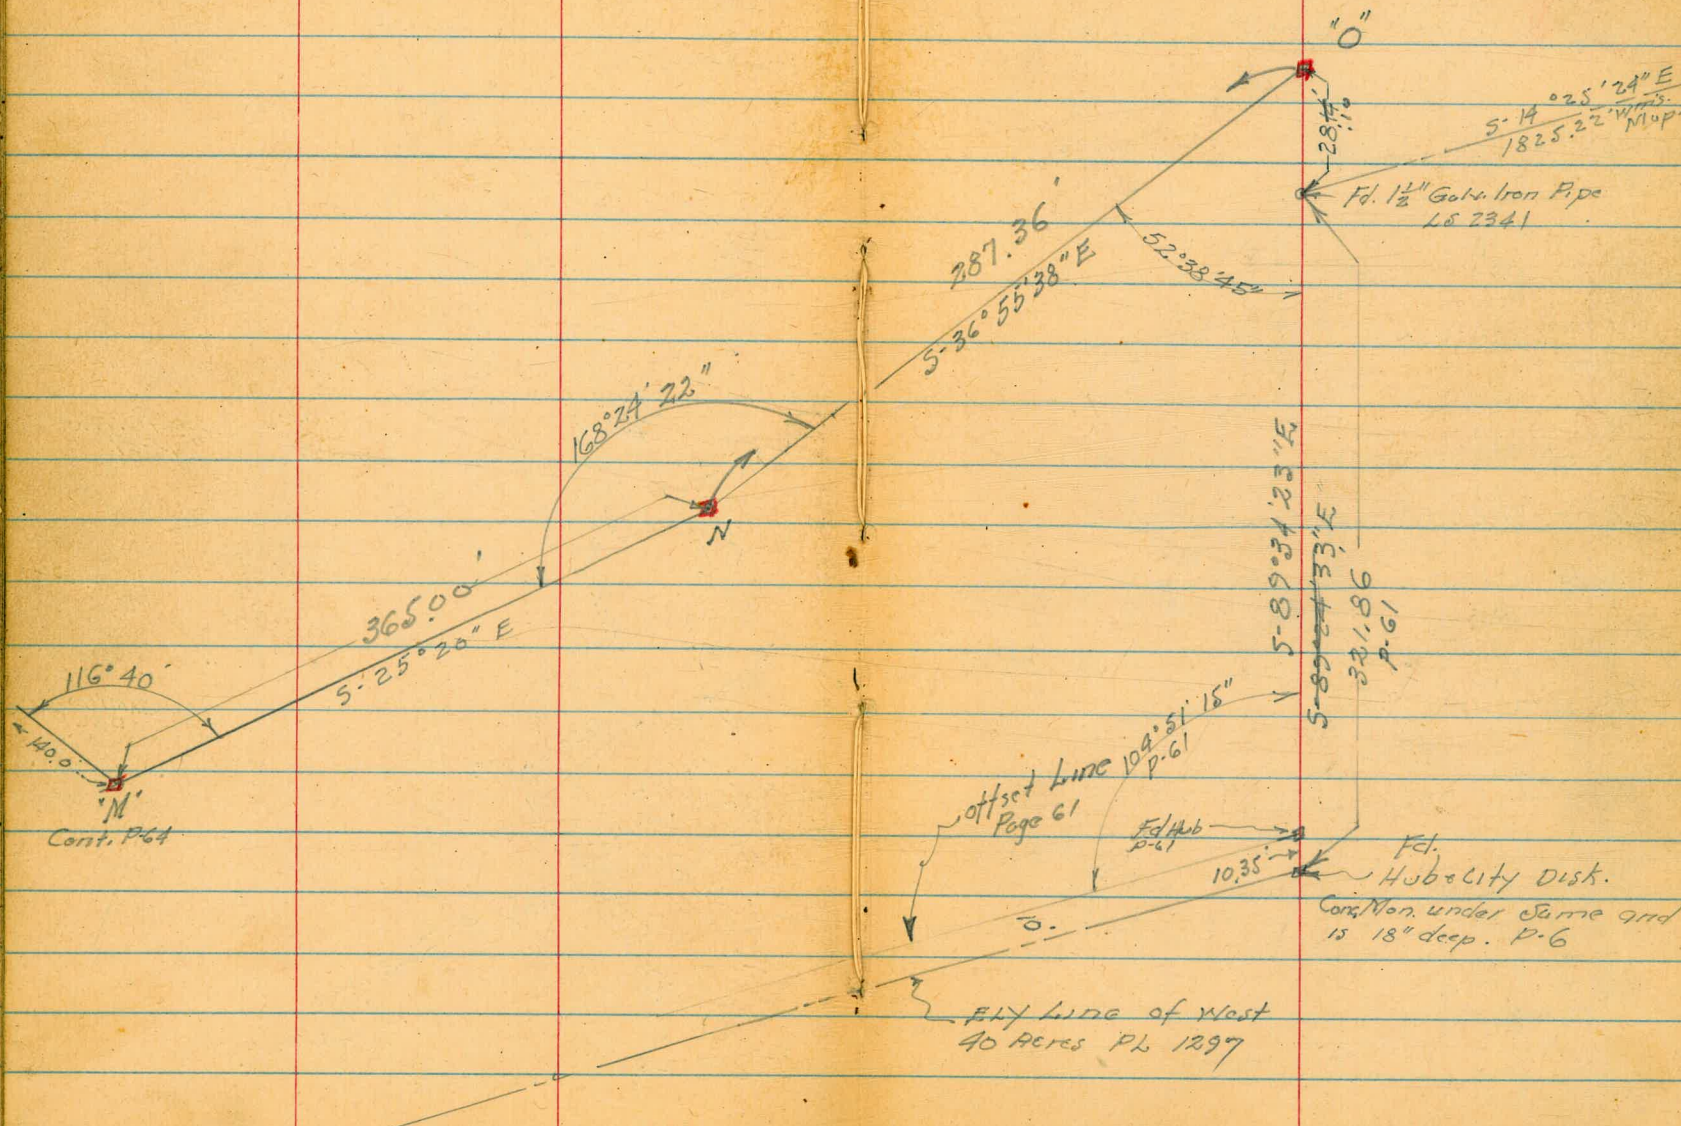 "O"
S-14°25'24"E
1825.22'
Map
28.
.10
Fd. 1½" Galv. Iron Pipe
LS 2341
287.36'
S-36°55'38"E
52°38'45"
168°24'22"
N
365.00'
S-25°20"E
116°40'
140.0
"M"
Cont. P-64
S-89°34'23"E
321.86
P-61
104°51'15"
P-61
offset Line
Page 61
Fd Hub
P-61
10.35'
Fd.
Hub & City Disk.
Conc. Mon. under Same and
is 18" deep. P-6
ELY Line of West
40 Acres PL 1297